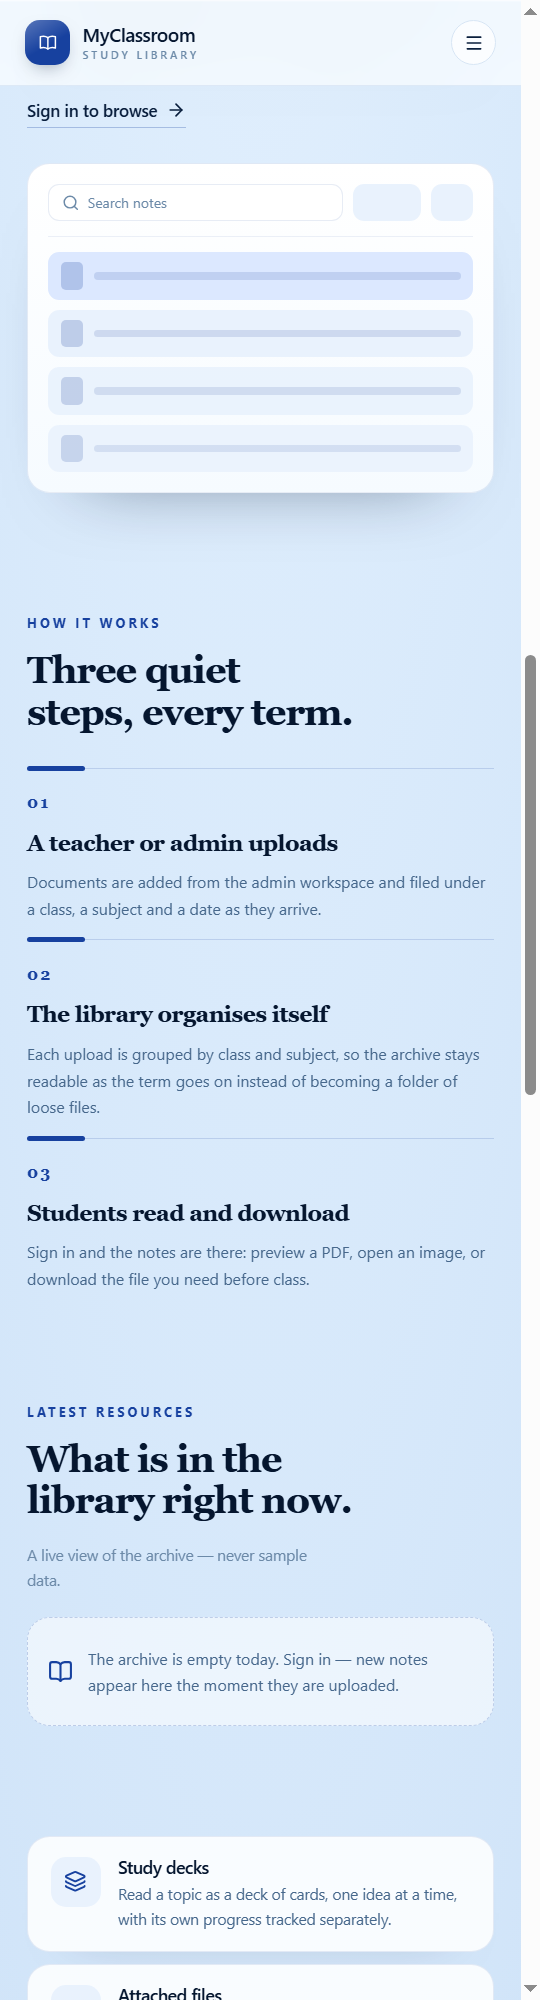 MyClassroom
STUDY LIBRARY
Sign in to browse
Search notes
HOW IT WORKS
Three quiet
steps, every term.
01
A teacher or admin uploads
Documents are added from the admin workspace and filed under
a class, a subject and a date as they arrive.
02
The library organises itself
Each upload is grouped by class and subject, so the archive stays
readable as the term goes on instead of becoming a folder of
loose files.
03
Students read and download
Sign in and the notes are there: preview a PDF, open an image, or
download the file you need before class.
LATEST RESOURCES
What is in the
library right now.
A live view of the archive — never sample
data.
The archive is empty today. Sign in — new notes
appear here the moment they are uploaded.
Study decks
Read a topic as a deck of cards, one idea at a time,
with its own progress tracked separately.
Attached files